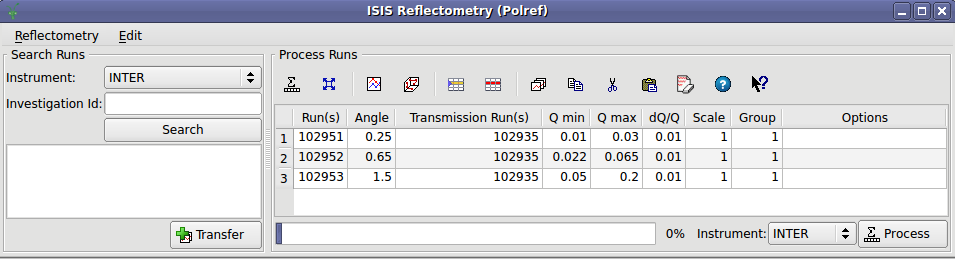 ISIS Reflectometry (Polref)
Reflectometry Edit
Search Runs
Instrument: INTER
Investigation Id:
Search
Transfer
Process Runs
Run(s) Angle Transmission Run(s) Q min Q max dQ/Q Scale Group Options
1 102951 0.25 102935 0.01 0.03 0.01 1 1
2 102952 0.65 102935 0.022 0.065 0.01 1 1
3 102953 1.5 102935 0.05 0.2 0.01 1 1
0% Instrument: INTER Process